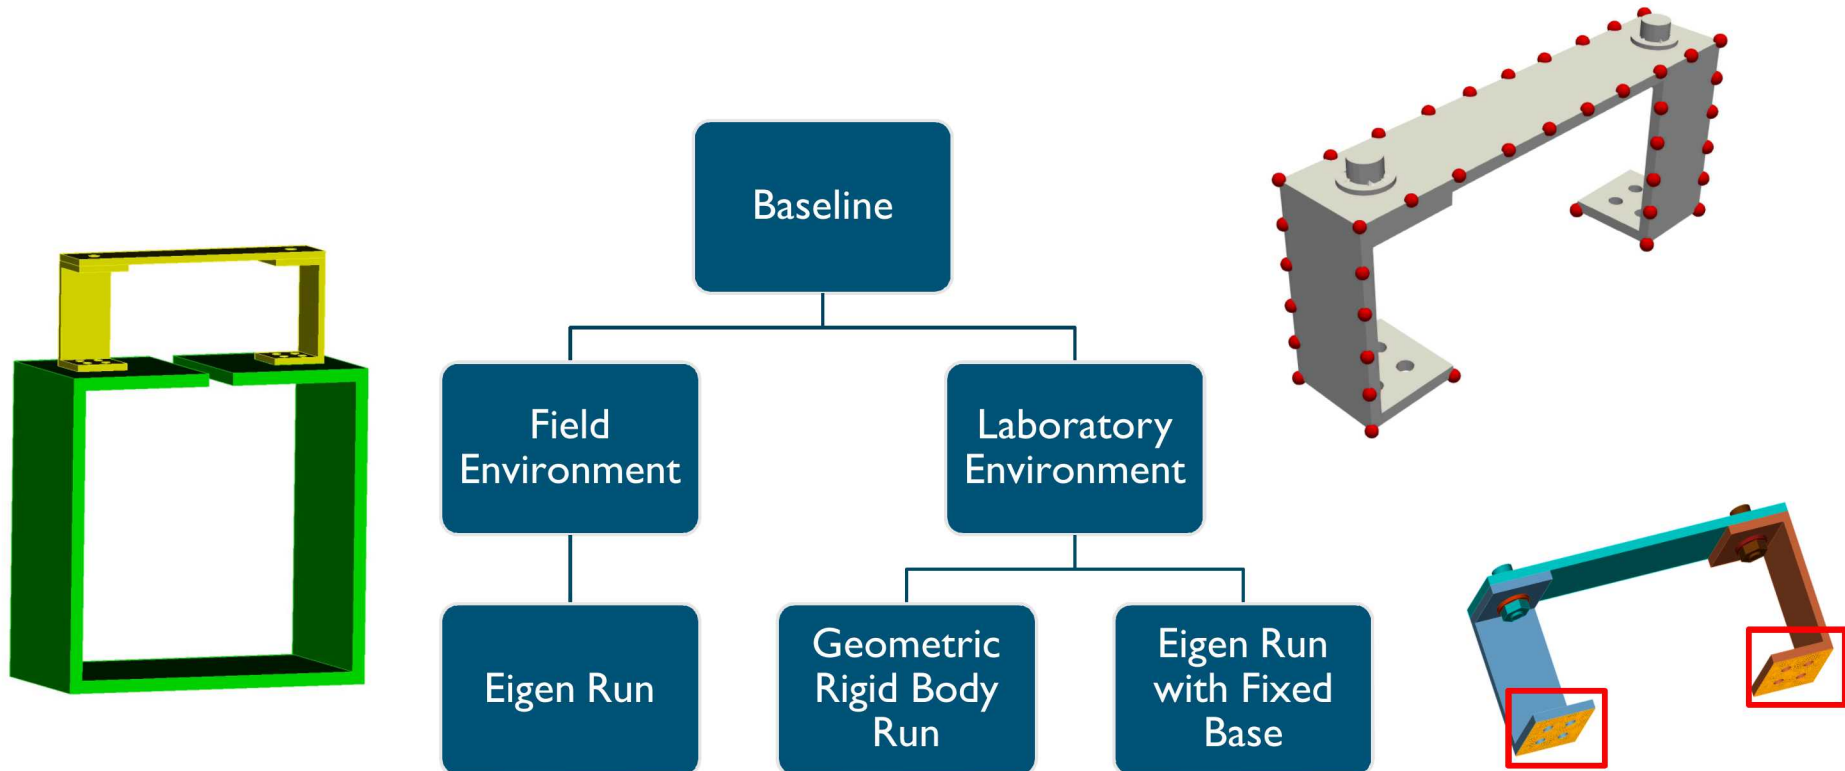 Baseline
Field
Environment
Laboratory
Environment
Eigen Run
Geometric
Rigid Body
Run
Eigen Run
with Fixed
Base